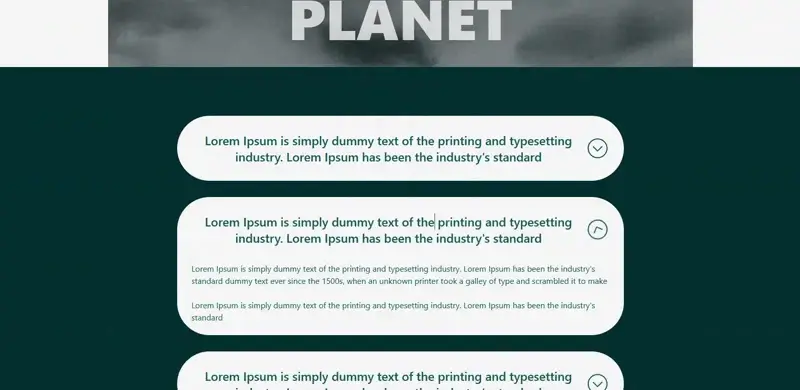 PLANET
Lorem Ipsum is simply dummy text of the printing and typesetting
industry. Lorem Ipsum has been the industry's standard
Lorem Ipsum is simply dummy text of the printing and typesetting
industry. Lorem Ipsum has been the industry's standard
Lorem Ipsum is simply dummy text of the printing and typesetting industry. Lorem Ipsum has been the industry's
standard dummy text ever since the 1500s, when an unknown printer took a galley of type and scrambled it to make
Lorem Ipsum is simply dummy text of the printing and typesetting industry. Lorem Ipsum has been the industry's
standard
Lorem Ipsum is simply dummy text of the printing and typesetting